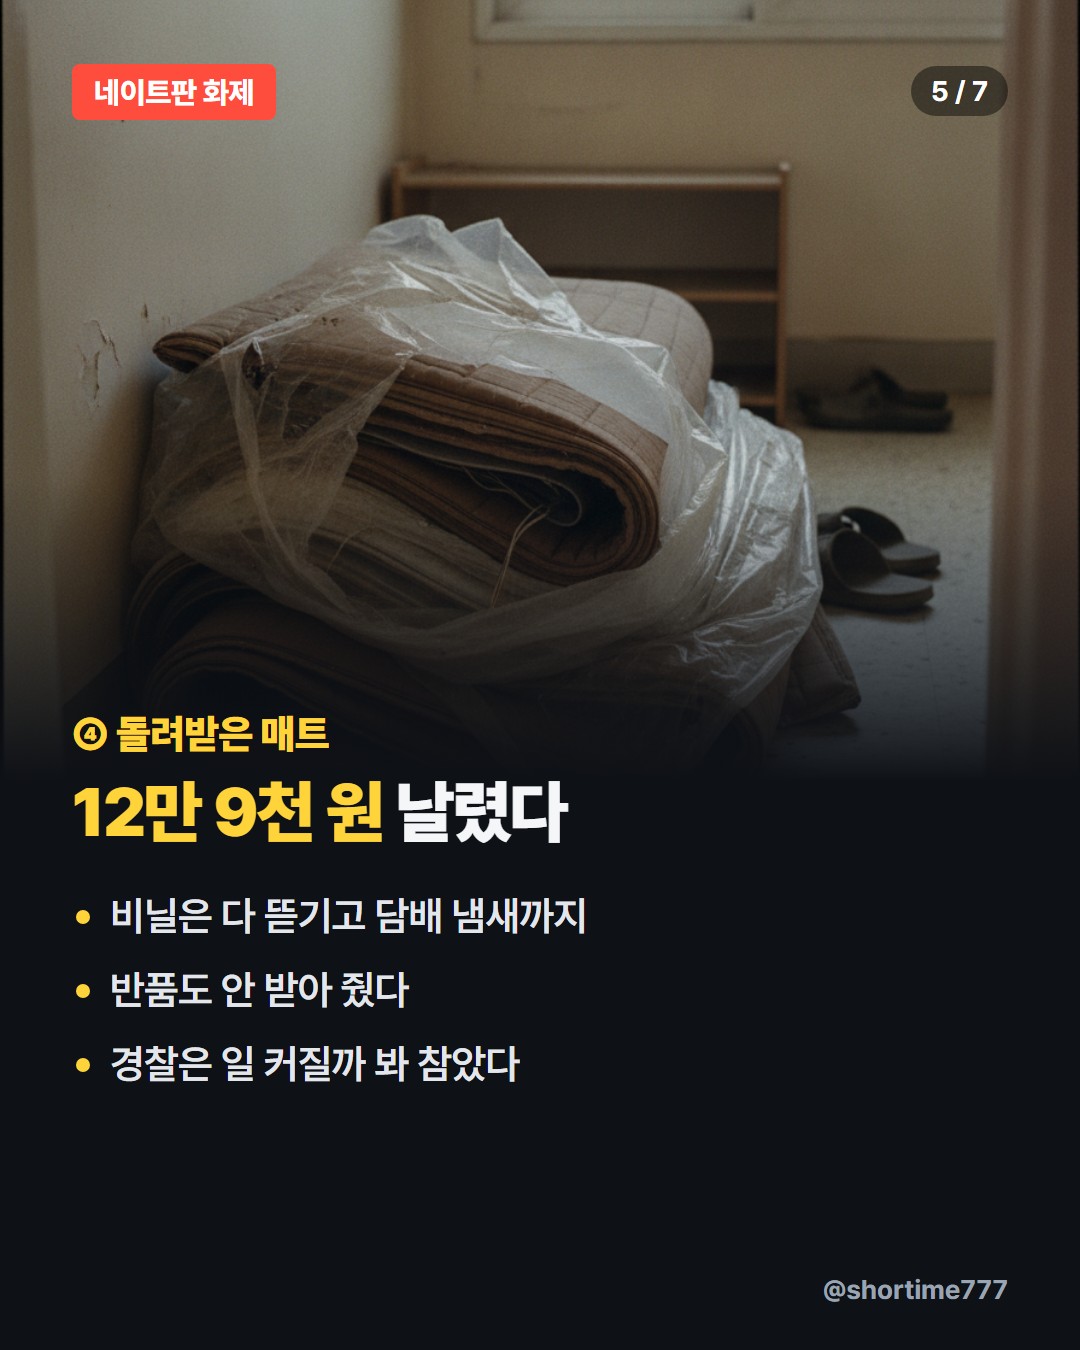 네이트판 화제
5 / 7
④ 돌려받은 매트
12만 9천 원 날렸다
• 비닐은 다 뜯기고 담배 냄새까지
• 반품도 안 받아 줬다
• 경찰은 일 커질까 봐 참았다
@shortime777